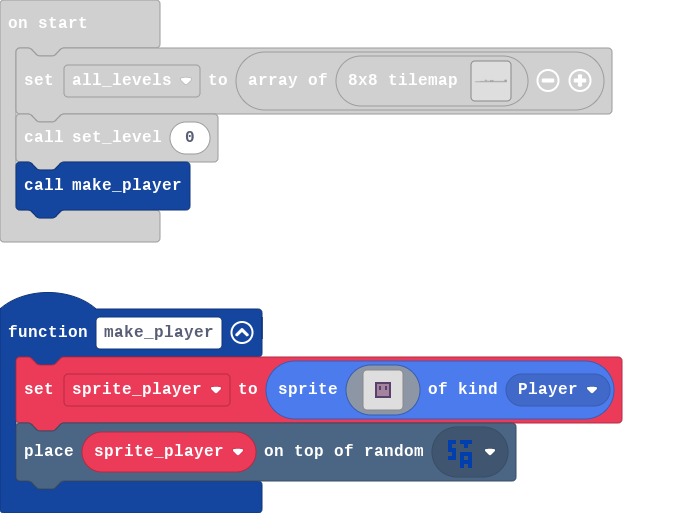 on start
set all_levels to array of 8x8 tilemap
call set_level 0
call make_player
function make_player
set sprite_player to sprite of kind Player
place sprite_player on top of random